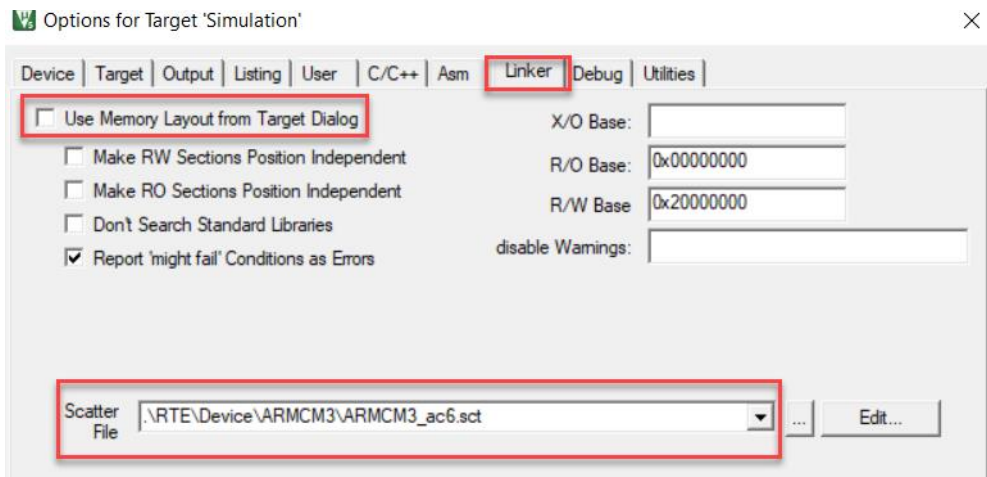 Options for Target 'Simulation'
Device Target Output Listing User C/C++ Asm Linker Debug Utilities
Use Memory Layout from Target Dialog
X/O Base:
Make RW Sections Position Independent
R/O Base: 0x00000000
Make RO Sections Position Independent
R/W Base 0x20000000
Don't Search Standard Libraries
disable Warnings:
Report 'might fail' Conditions as Errors
Scatter File .\RTE\Device\ARMCM3\ARMCM3_ac6.sct ... Edit...